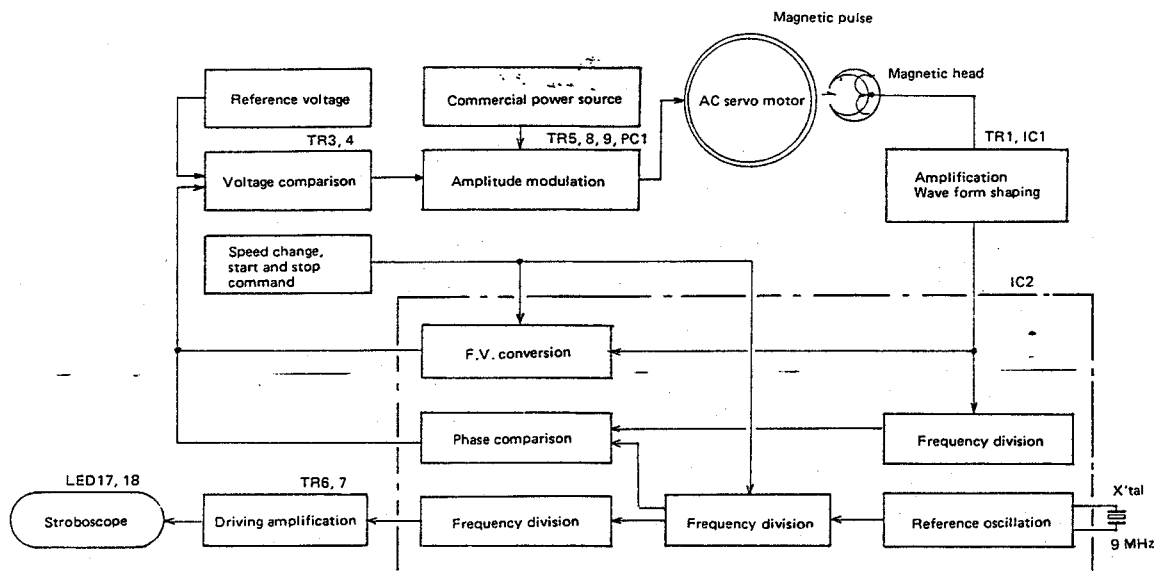 Magnetic pulse
Reference voltage
Commercial power source
AC servo motor
Magnetic head
TR3, 4
TR5, 8, 9, PC1
TR1, IC1
Voltage comparison
Amplitude modulation
Amplification
Wave form shaping
Speed change,
start and stop
command
IC2
F.V. conversion
Phase comparison
Frequency division
LED17, 18
TR6, 7
X'tal
Stroboscope
Driving amplification
Frequency division
Frequency division
Reference oscillation
9 MHz